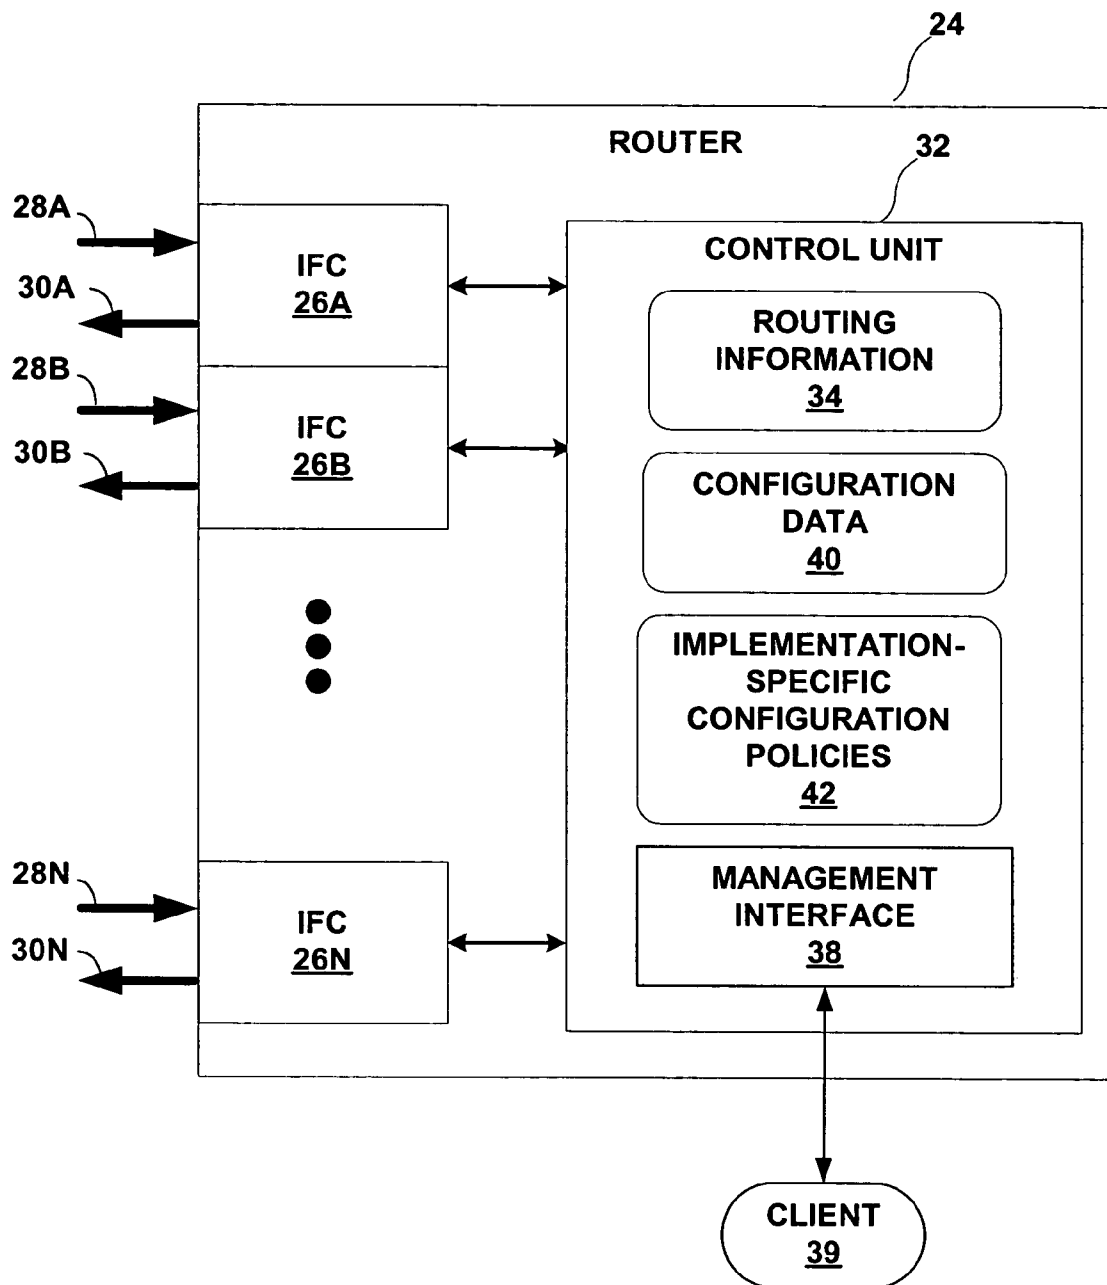 24
ROUTER
32
28A
30A
28B
30B
IFC
26A
IFC
26B
CONTROL UNIT
ROUTING
INFORMATION
34
CONFIGURATION
DATA
40
IMPLEMENTATION-
SPECIFIC
CONFIGURATION
POLICIES
42
28N
30N
IFC
26N
MANAGEMENT
INTERFACE
38
CLIENT
39